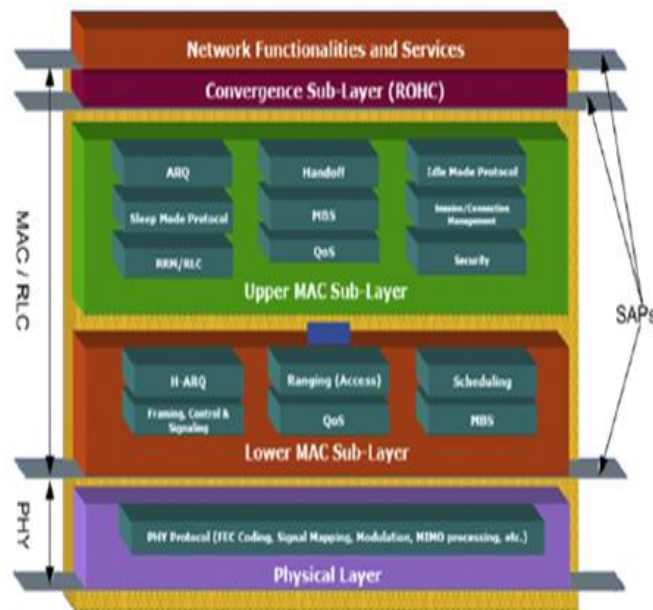 Network Functionalities and Services
Convergence Sub-Layer (ROHC)
ARQ
Handoff
Idle Mode Protocol
Sleep Mode Protocol
MBS
Session/Connection
Management
RRM/RLC
QoS
Security
Upper MAC Sub-Layer
H-ARQ
Ranging (Access)
Scheduling
Framing, Control &
Signaling
QoS
MBS
Lower MAC Sub-Layer
PHY Protocol (FEC Coding, Signal Mapping, Modulation, MIMO processing, etc.)
Physical Layer
MAC / RLC
PHY
SAPs